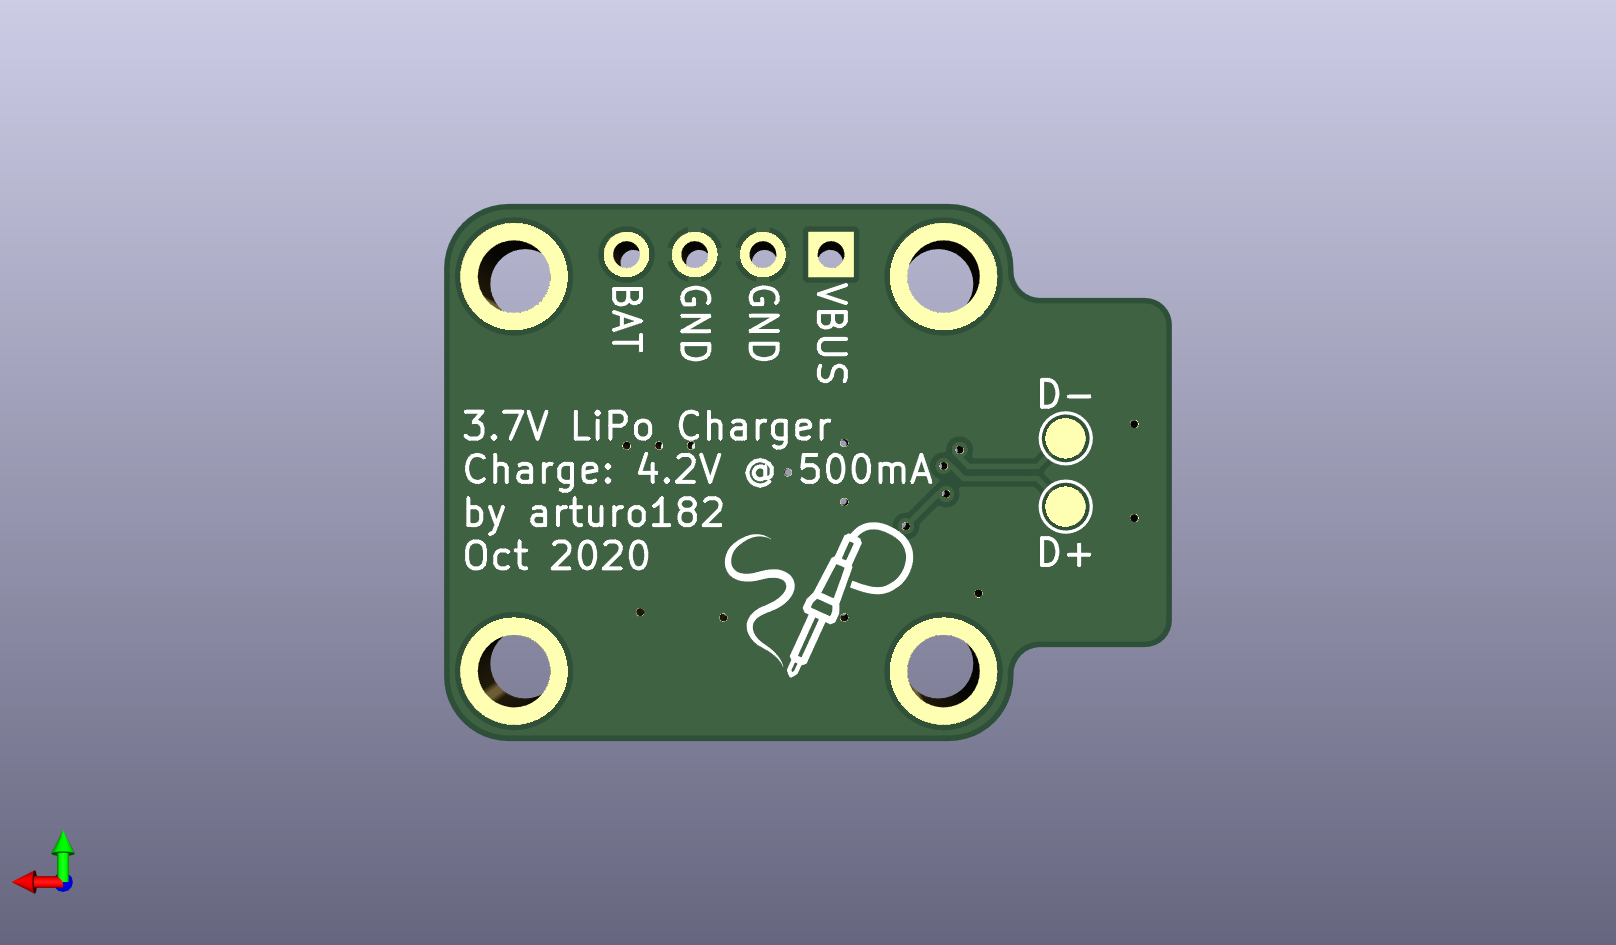 BAT
GND
GND
VBUS
D-
3.7V LiPo Charger
Charge: 4.2V @ 500mA
by arturo182
Oct 2020
D+